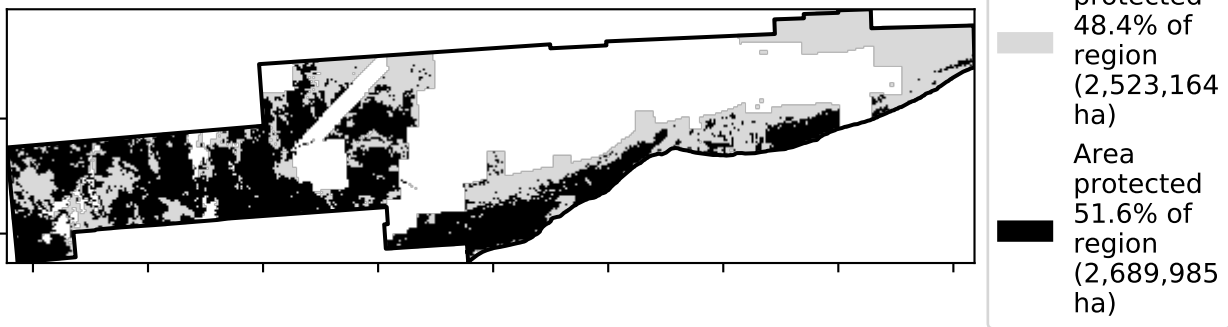 protected
48.4% of
region
(2,523,164
ha)
Area
protected
51.6% of
region
(2,689,985
ha)